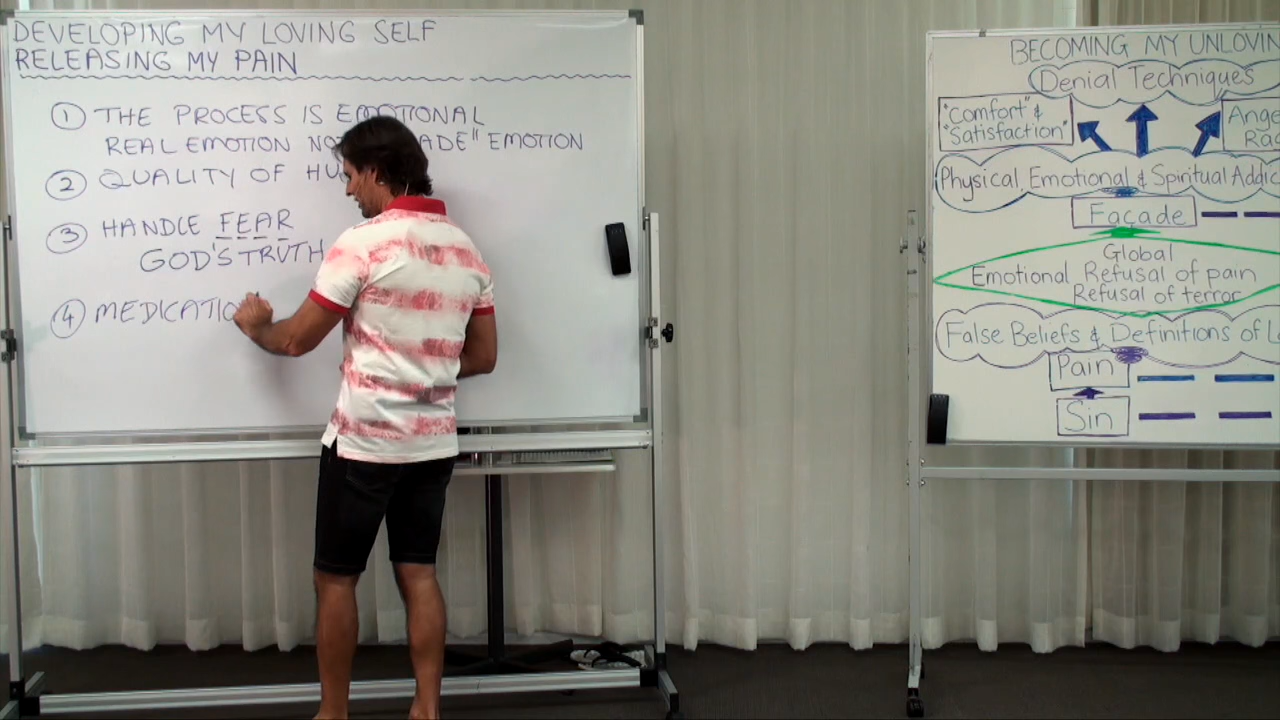 DEVELOPING MY LOVING SELF
RELEASING MY PAIN
1 THE PROCESS IS EMOTIONAL
REAL EMOTION ADE" EMOTION
2 QUALITY OF
3 HANDLE FEAR
GOD'S TRUTH
4 MEDICATIO
BECOMING MY UNLOVIN
Denial Techniques
"Comfort" &
"Satisfaction"
Ange
Physical, Emotional & Spiritual Addic
Façade
Global
Emotional Refusal of pain
Refusal of terror
False Beliefs & Definitions of L
Pain
Sin